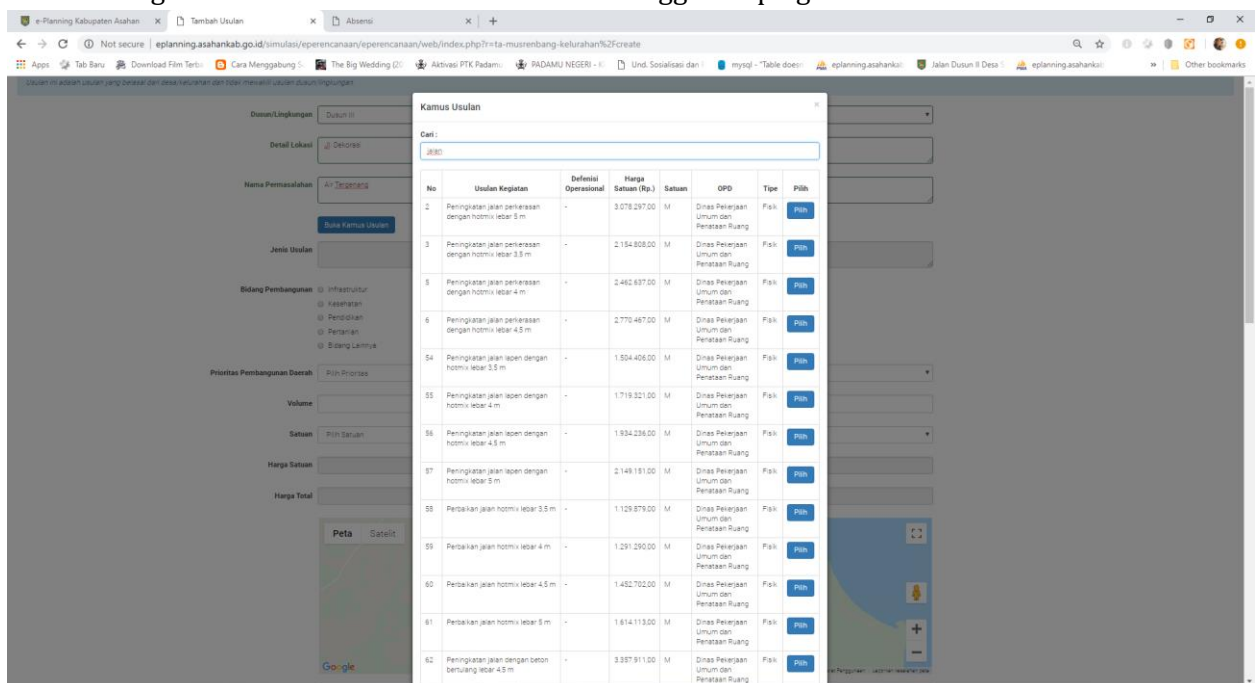 e-Planning Kabupaten Asahan
Tambah Usulan
Absensi
Not secure | eplanning.asahankab.go.id/simulasi/eperencanaan/eperencanaan/web/index.php?r=ta-musrenbang-kelurahan%2Fcreate
Apps Tab Baru Download Film Terba Cara Menggabung S The Big Wedding (20 Aktivasi PTK Padamu PADAMU NEGERI - Und. Sosialisasi dan mysql - "Table doesn eplanning.asahankab Jalan Dusun II Desa S eplanning.asahankab » Other bookmarks
Dusun/Lingkungan Dusun III
Detail Lokasi
Nama Permasalahan Air Tergenang
Buka Kamus Usulan
Jenis Usulan
Bidang Pembangunan Infrastruktur
Kesehatan
Pendidikan
Pertanian
Bidang Lainnya
Prioritas Pembangunan Daerah Pilih Prioritas
Volume
Satuan Pilih Satuan
Harga Satuan
Harga Total
Peta Satelit
Google
Kamus Usulan
×
Cari :
jalan
No Usulan Kegiatan Defenisi Operasional Harga Satuan (Rp.) Satuan OPD Tipe Pilih
2 Peningkatan jalan perkerasan dengan hotmix lebar 5 m - 3.078.297,00 M Dinas Pekerjaan Umum dan Penataan Ruang Fisik Pilih
3 Peningkatan jalan perkerasan dengan hotmix lebar 3,5 m - 2.154.808,00 M Dinas Pekerjaan Umum dan Penataan Ruang Fisik Pilih
5 Peningkatan jalan perkerasan dengan hotmix lebar 4 m - 2.462.637,00 M Dinas Pekerjaan Umum dan Penataan Ruang Fisik Pilih
6 Peningkatan jalan perkerasan dengan hotmix lebar 4,5 m - 2.770.467,00 M Dinas Pekerjaan Umum dan Penataan Ruang Fisik Pilih
54 Peningkatan jalan lapen dengan hotmix lebar 3,5 m - 1.504.406,00 M Dinas Pekerjaan Umum dan Penataan Ruang Fisik Pilih
55 Peningkatan jalan lapen dengan hotmix lebar 4 m - 1.719.321,00 M Dinas Pekerjaan Umum dan Penataan Ruang Fisik Pilih
56 Peningkatan jalan lapen dengan hotmix lebar 4,5 m - 1.934.236,00 M Dinas Pekerjaan Umum dan Penataan Ruang Fisik Pilih
57 Peningkatan jalan lapen dengan hotmix lebar 5 m - 2.149.151,00 M Dinas Pekerjaan Umum dan Penataan Ruang Fisik Pilih
58 Perbaikan jalan hotmix lebar 3,5 m - 1.129.879,00 M Dinas Pekerjaan Umum dan Penataan Ruang Fisik Pilih
59 Perbaikan jalan hotmix lebar 4 m - 1.291.290,00 M Dinas Pekerjaan Umum dan Penataan Ruang Fisik Pilih
60 Perbaikan jalan hotmix lebar 4,5 m - 1.452.702,00 M Dinas Pekerjaan Umum dan Penataan Ruang Fisik Pilih
61 Perbaikan jalan hotmix lebar 5 m - 1.614.113,00 M Dinas Pekerjaan Umum dan Penataan Ruang Fisik Pilih
62 Peningkatan jalan dengan beton bertulang lebar 4,5 m - 3.357.911,00 M Dinas Pekerjaan Umum dan Penataan Ruang Fisik Pilih